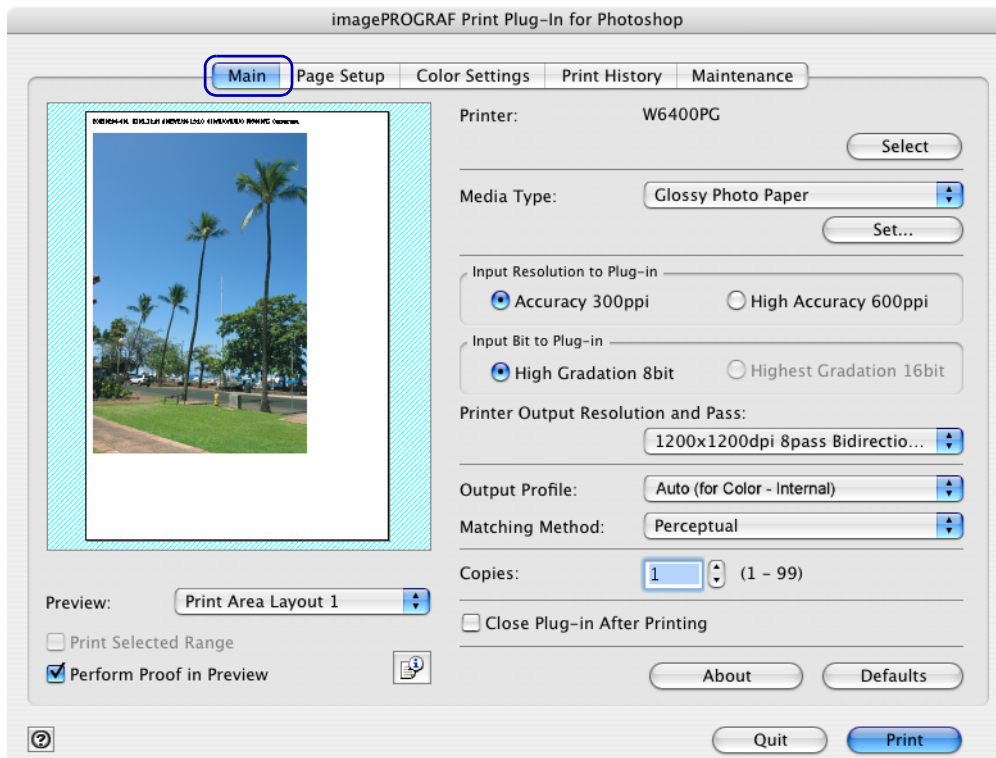 imagePROGRAF Print Plug-In for Photoshop
Main Page Setup Color Settings Print History Maintenance
Printer: W6400PG
Select
Media Type: Glossy Photo Paper
Set...
Input Resolution to Plug-in
Accuracy 300ppi High Accuracy 600ppi
Input Bit to Plug-in
High Gradation 8bit Highest Gradation 16bit
Printer Output Resolution and Pass:
1200x1200dpi 8pass Bidirectio...
Output Profile: Auto (for Color - Internal)
Matching Method: Perceptual
Copies: 1 (1 – 99)
Close Plug-in After Printing
Preview: Print Area Layout 1
Print Selected Range
Perform Proof in Preview
About Defaults
Quit Print